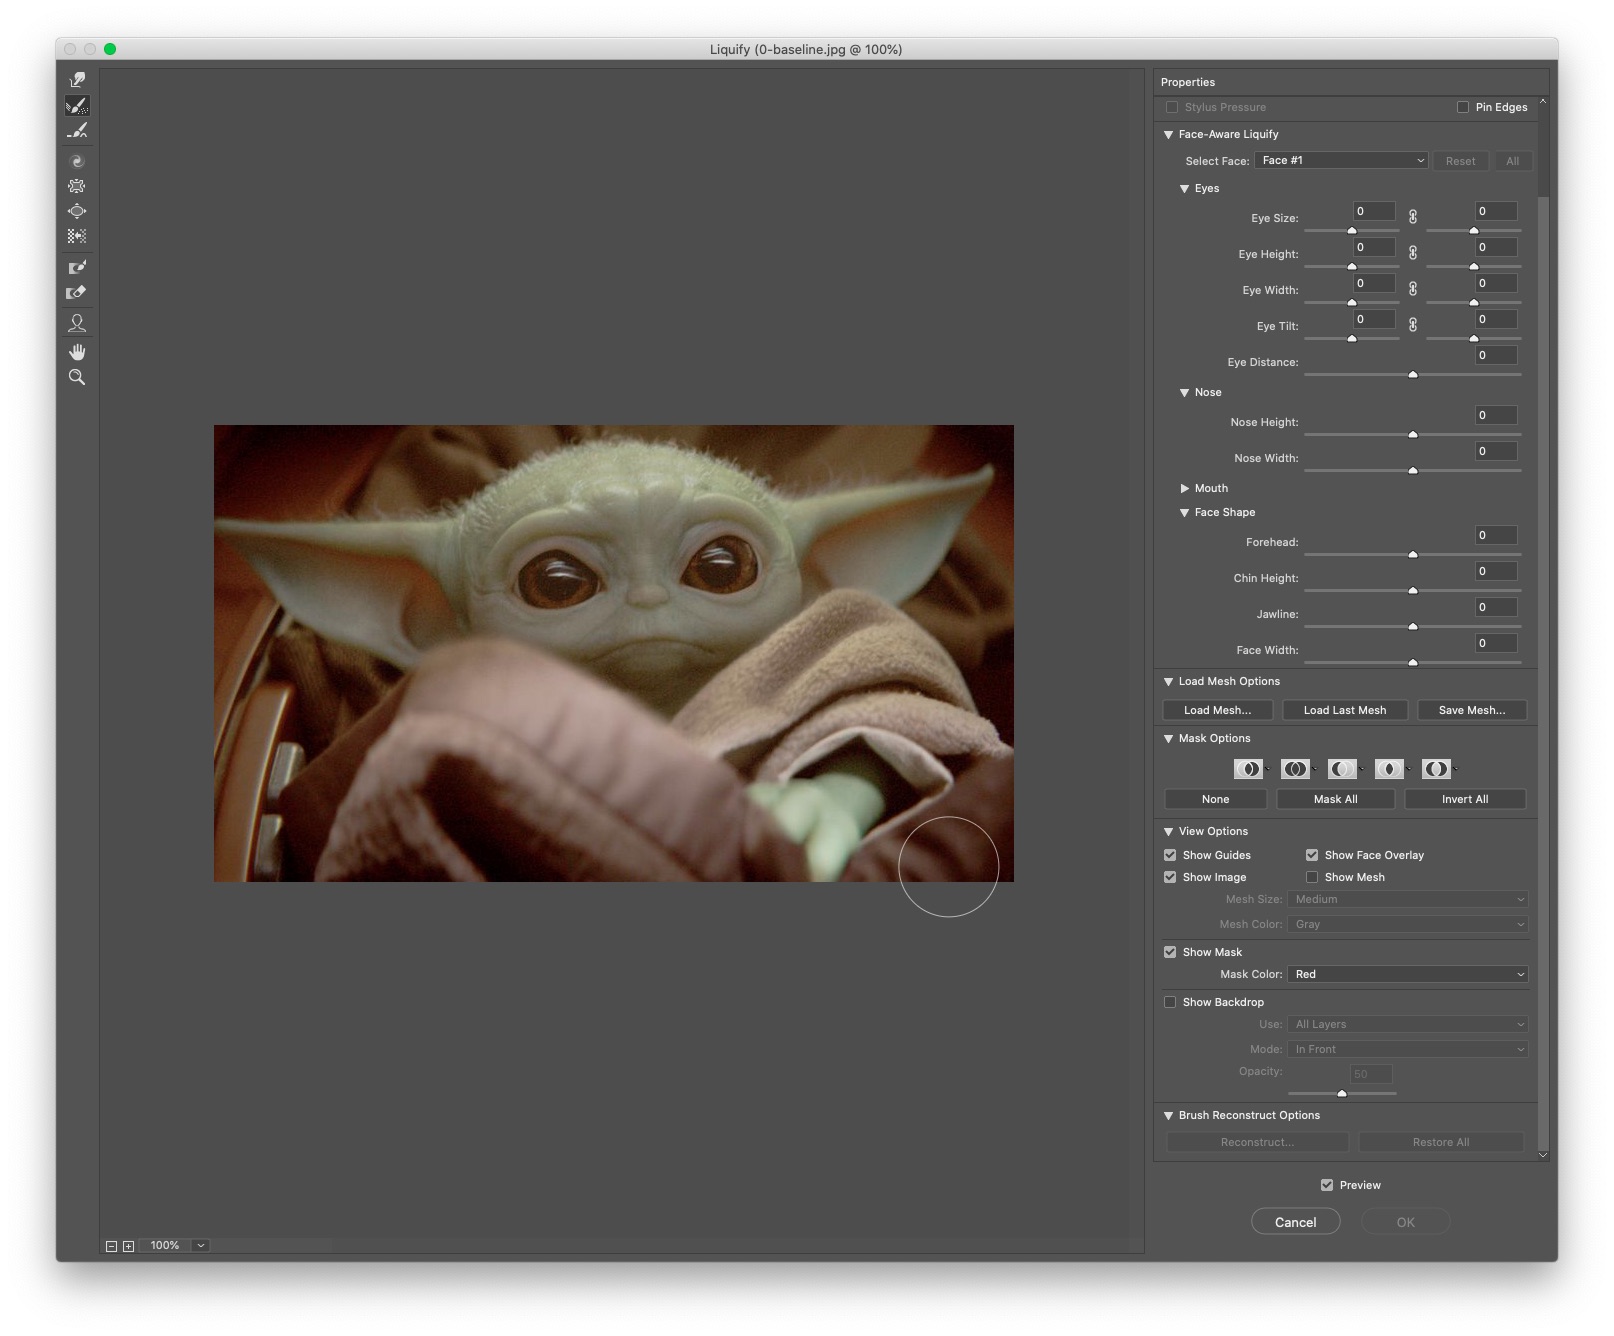 Liquify (0-baseline.jpg @ 100%)
Properties
Stylus Pressure Pin Edges
Face-Aware Liquify
Select Face: Face #1 Reset All
Eyes
Eye Size: 0 0
Eye Height: 0 0
Eye Width: 0 0
Eye Tilt: 0 0
Eye Distance: 0
Nose
Nose Height: 0
Nose Width: 0
Mouth
Face Shape
Forehead: 0
Chin Height: 0
Jawline: 0
Face Width: 0
Load Mesh Options
Load Mesh... Load Last Mesh Save Mesh...
Mask Options
None Mask All Invert All
View Options
Show Guides Show Face Overlay
Show Image Show Mesh
Mesh Size: Medium
Mesh Color: Gray
Show Mask
Mask Color: Red
Show Backdrop
Use: All Layers
Mode: In Front
Opacity: 50
Brush Reconstruct Options
Reconstruct... Restore All
Preview
Cancel OK
100%